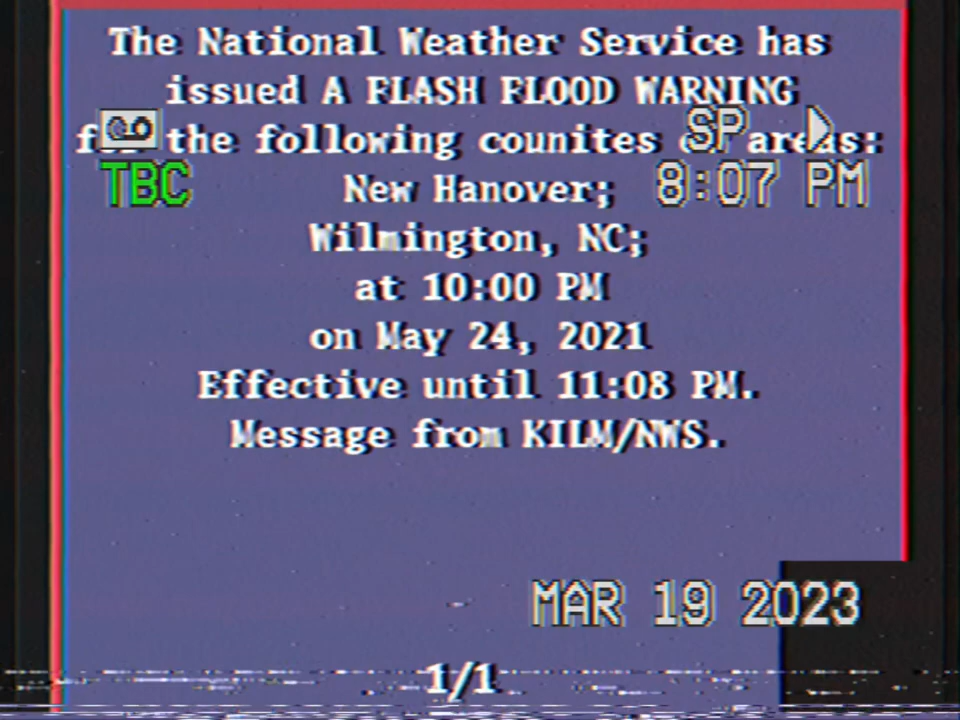 The National Weather Service has
issued A FLASH FLOOD WARNING
the following counites areas:
SP
TBC
8:07 PM
New Hanover;
Wilmington, NC;
at 10:00 PM
on May 24, 2021
Effective until 11:08 PM.
Message from KILM/NWS.
MAR 19 2023
1/1